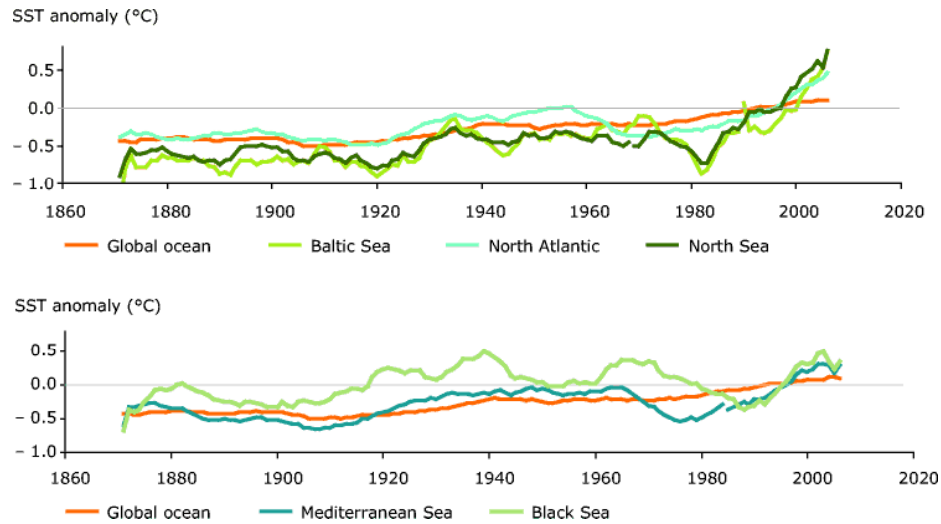 SST anomaly (°C)
0.5
0.0
– 0.5
– 1.0
1860 1880 1900 1920 1940 1960 1980 2000 2020
Global ocean Baltic Sea North Atlantic North Sea
SST anomaly (°C)
0.5
0.0
– 0.5
– 1.0
1860 1880 1900 1920 1940 1960 1980 2000 2020
Global ocean Mediterranean Sea Black Sea